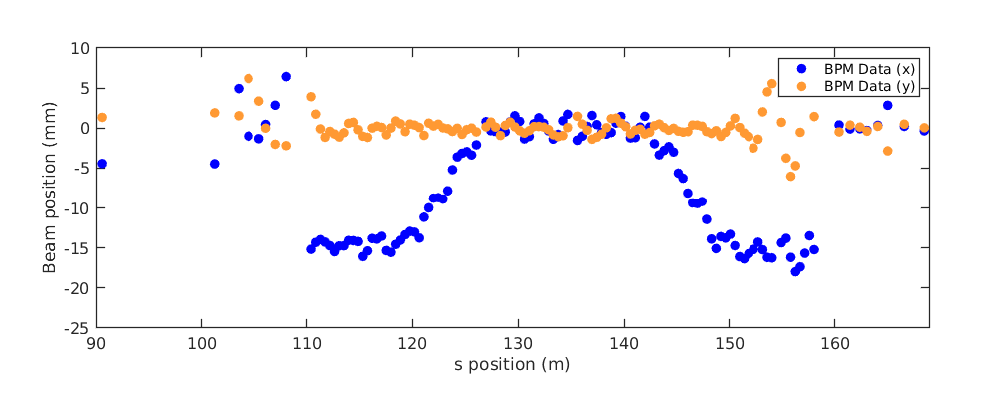 10
5
0
-5
-10
-15
-20
-25
Beam position (mm)
BPM Data (x)
BPM Data (y)
90 100 110 120 130 140 150 160
s position (m)